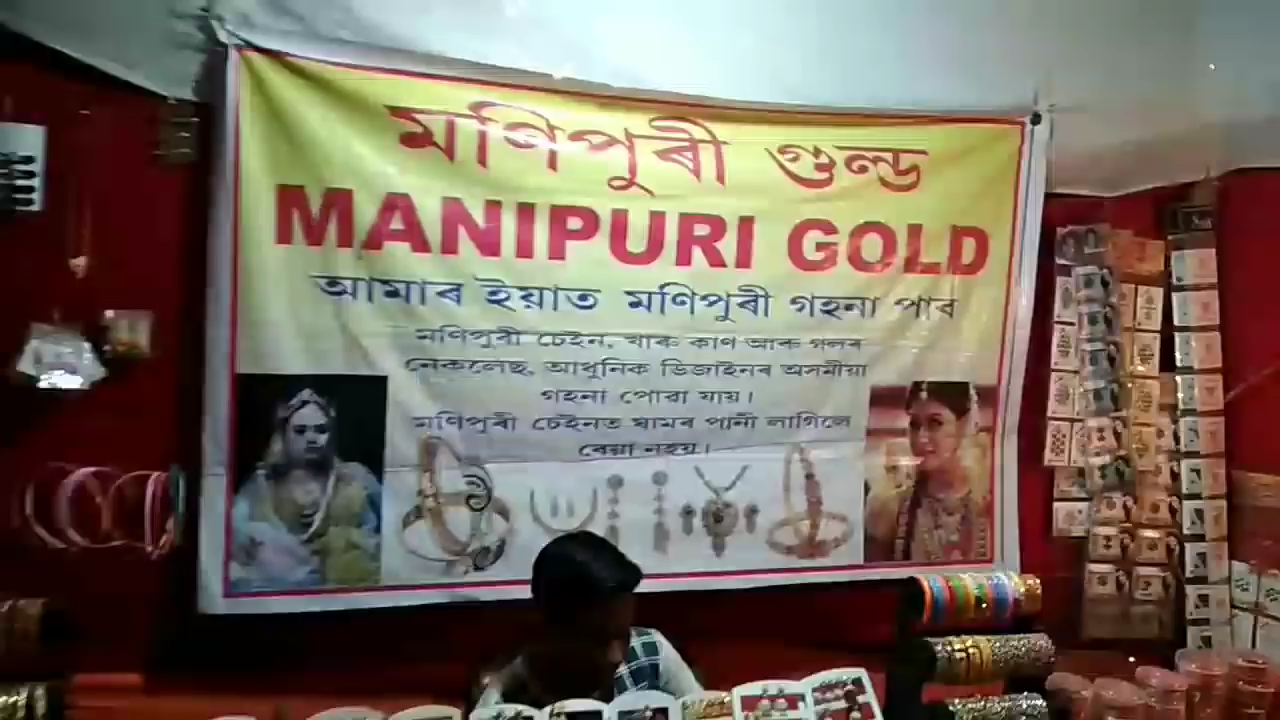 মণিপুৰী গুল্ড
MANIPURI GOLD
আমাৰ ইয়াত মণিপুৰী গহনা পাব
মণিপুৰী চেইন, খাৰু কাণ আৰু গলৰ
নেকলেছ, আধুনিক ডিজাইনৰ অসমীয়া
গহনা পোৱা যায়।
মণিপুৰী চেইনত ঘামৰ পানী লাগিলে
বেয়া নহয়।